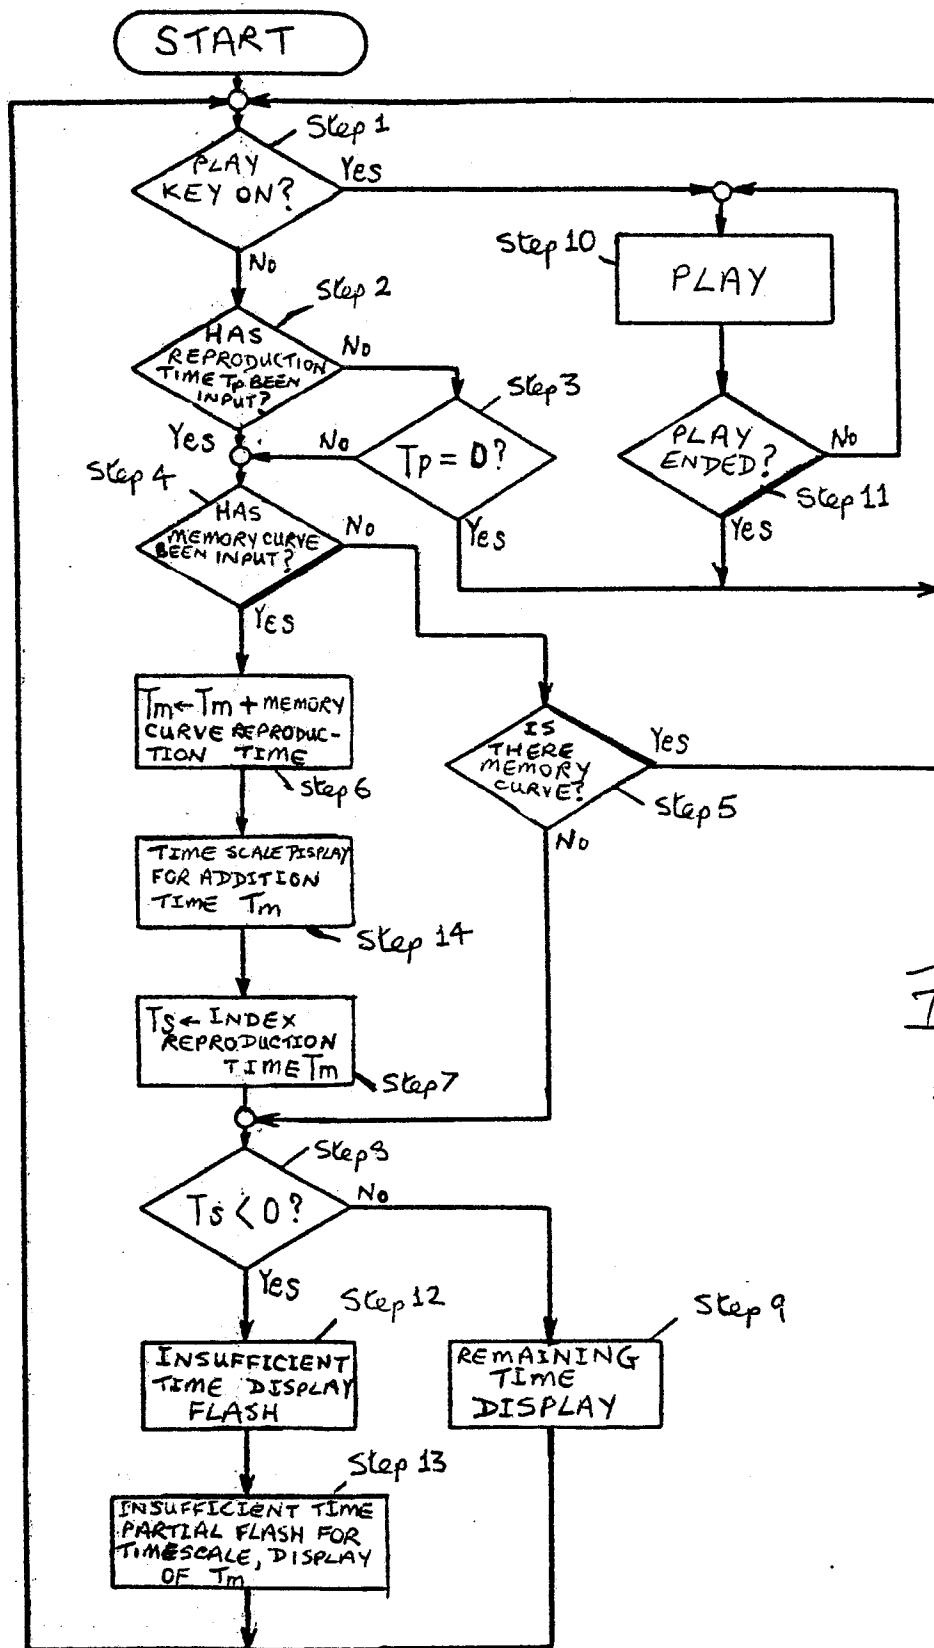 START
Step 1
PLAY
KEY ON?
Yes
No
Step 10
PLAY
Step 2
HAS
REPRODUCTION
TIME Tp BEEN
INPUT?
No
Yes
Step 3
Tp = 0?
No
Yes
PLAY
ENDED?
No
Step 11
Yes
Step 4
HAS
MEMORY CURVE
BEEN INPUT?
No
YES
Tm ← Tm + MEMORY
CURVE REPRODUC-
TION TIME
Step 6
IS
THERE
MEMORY
CURVE?
Yes
Step 5
No
TIME SCALE DISPLAY
FOR ADDITION
TIME Tm
Step 14
Ts ← INDEX
REPRODUCTION
TIME Tm
Step 7
Step 8
Ts < 0?
No
Yes
Step 12
INSUFFICIENT
TIME DISPLAY
FLASH
Step 9
REMAINING
TIME
DISPLAY
Step 13
INSUFFICIENT TIME
PARTIAL FLASH FOR
TIMESCALE, DISPLAY
OF Tm